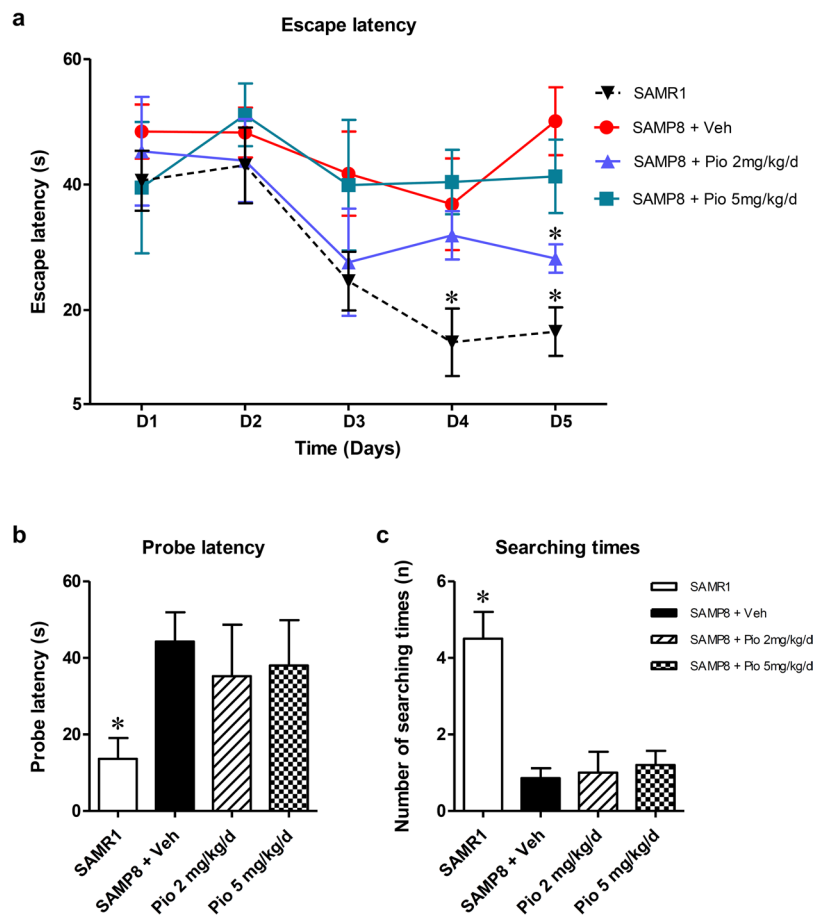 a
Escape latency
60
40
20
5
Escape latency (s)
D1 D2 D3 D4 D5
Time (Days)
* * *
SAMR1
SAMP8 + Veh
SAMP8 + Pio 2mg/kg/d
SAMP8 + Pio 5mg/kg/d
b
Probe latency
60
40
20
0
Probe latency (s)
*
SAMR1
SAMP8 + Veh
Pio 2 mg/kg/d
Pio 5 mg/kg/d
c
Searching times
6
4
2
0
Number of searching times (n)
*
SAMR1
SAMP8 + Veh
Pio 2 mg/kg/d
Pio 5 mg/kg/d
SAMR1
SAMP8 + Veh
SAMP8 + Pio 2mg/kg/d
SAMP8 + Pio 5mg/kg/d